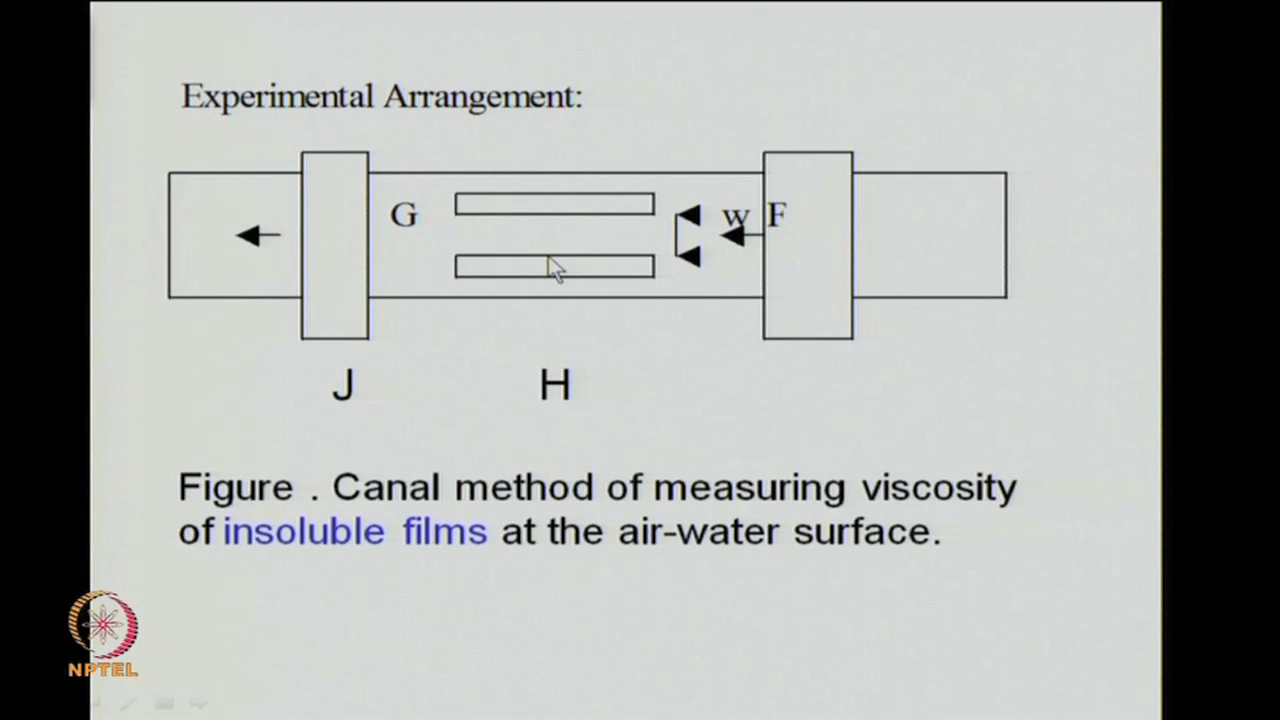 Experimental Arrangement:
G
w
F
J
H
Figure . Canal method of measuring viscosity
of insoluble films at the air-water surface.
NPTEL